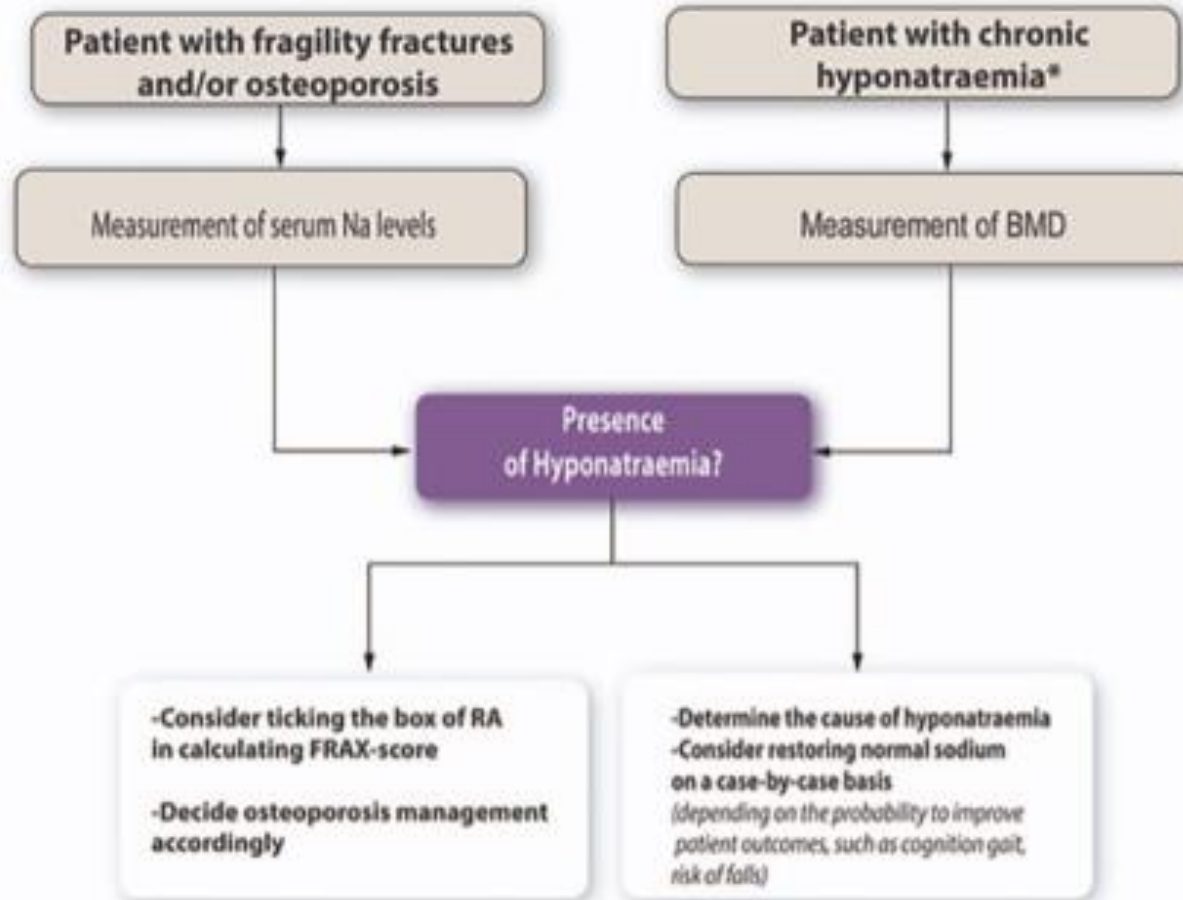 Patient with fragility fractures
and/or osteoporosis
Patient with chronic
hyponatraemia*
Measurement of serum Na levels
Measurement of BMD
Presence
of Hyponatraemia?
-Consider ticking the box of RA
in calculating FRAX-score
-Decide osteoporosis management
accordingly
-Determine the cause of hyponatraemia
-Consider restoring normal sodium
on a case-by-case basis
(depending on the probability to improve
patient outcomes, such as cognition gait,
risk of falls)